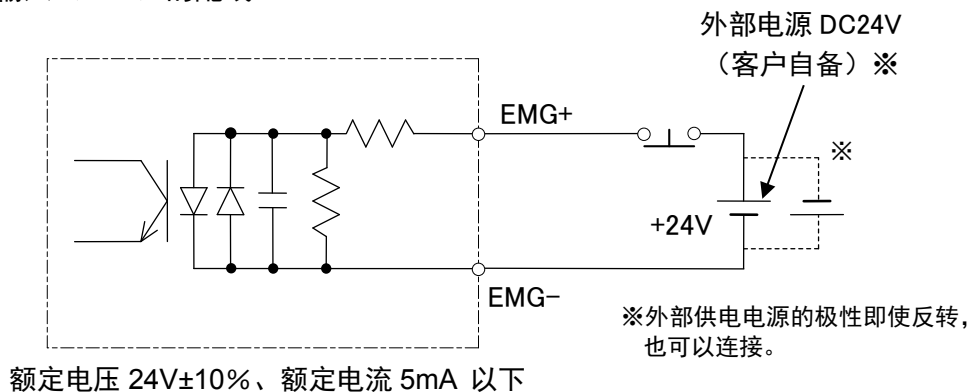 外部电源 DC24V
（客户自备）※
EMG+
※
+24V
EMG-
※外部供电电源的极性即使反转，
也可以连接。
额定电压 24V±10%、额定电流 5mA 以下